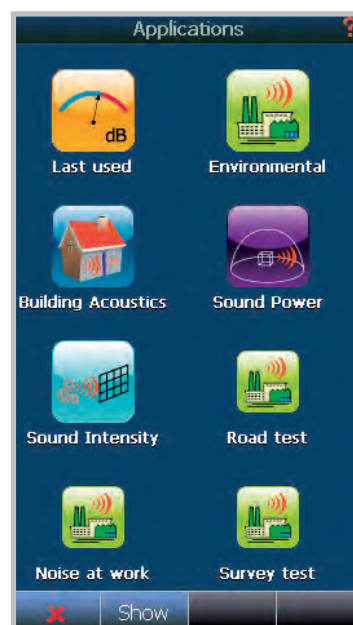 Applications ?
dB
Last used
Environmental
Building Acoustics
Sound Power
Sound Intensity
Road test
Noise at work
Survey test
Show